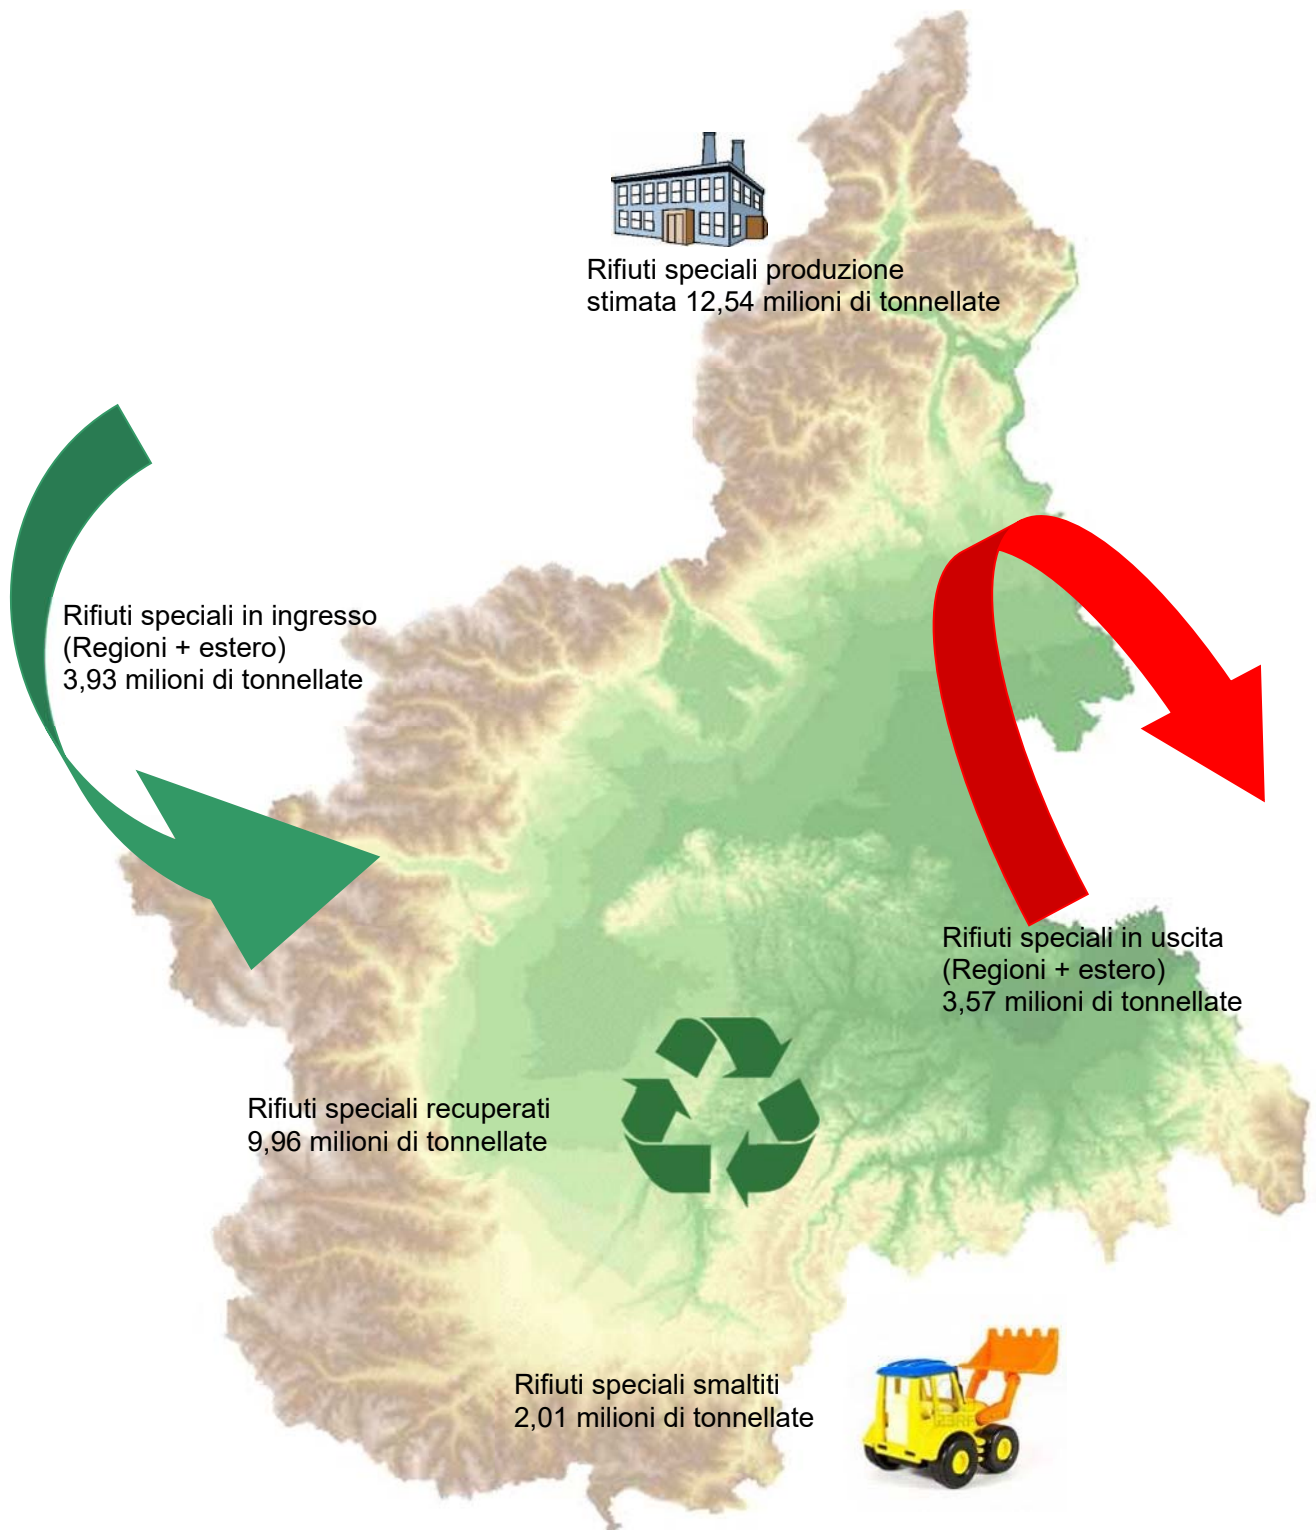 Rifiuti speciali produzione
stimata 12,54 milioni di tonnellate
Rifiuti speciali in ingresso
(Regioni + estero)
3,93 milioni di tonnellate
Rifiuti speciali in uscita
(Regioni + estero)
3,57 milioni di tonnellate
Rifiuti speciali recuperati
9,96 milioni di tonnellate
Rifiuti speciali smaltiti
2,01 milioni di tonnellate